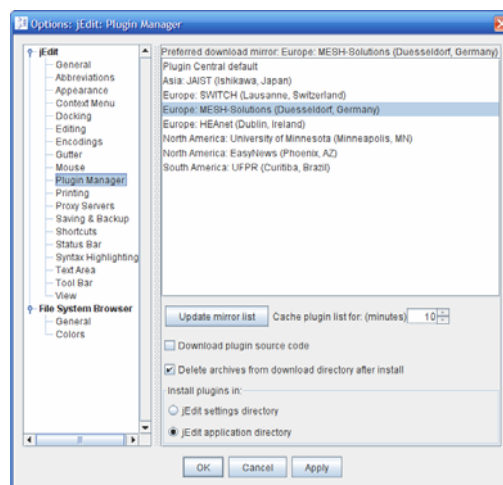 Options: jEdit: Plugin Manager
jEdit
General
Abbreviations
Appearance
Context Menu
Docking
Editing
Encodings
Gutter
Mouse
Plugin Manager
Printing
Proxy Servers
Saving & Backup
Shortcuts
Status Bar
Syntax Highlighting
Text Area
Tool Bar
View
File System Browser
General
Colors
Preferred download mirror: Europe: MESH-Solutions (Duesseldorf, Germany)
Plugin Central default
Asia: JAIST (Ishikawa, Japan)
Europe: SWITCH (Lausanne, Switzerland)
Europe: MESH-Solutions (Duesseldorf, Germany)
Europe: HEAnet (Dublin, Ireland)
North America: University of Minnesota (Minneapolis, MN)
North America: EasyNews (Phoenix, AZ)
South America: UFPR (Curitiba, Brazil)
Update mirror list Cache plugin list for: (minutes) 10
Download plugin source code
Delete archives from download directory after install
Install plugins in:
jEdit settings directory
jEdit application directory
OK Cancel Apply